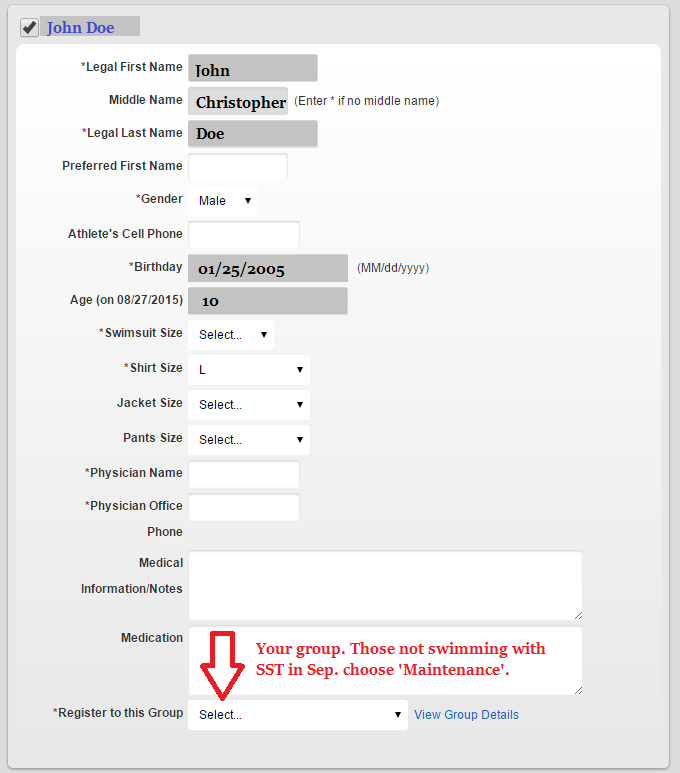 John Doe
*Legal First Name John
Middle Name Christopher (Enter * if no middle name)
*Legal Last Name Doe
Preferred First Name
*Gender Male
Athlete's Cell Phone
*Birthday 01/25/2005 (MM/dd/yyyy)
Age (on 08/27/2015) 10
*Swimsuit Size Select...
*Shirt Size L
Jacket Size Select...
Pants Size Select...
*Physician Name
*Physician Office
Phone
Medical
Information/Notes
Medication
Your group. Those not swimming with
SST in Sep. choose 'Maintenance'.
*Register to this Group Select... View Group Details